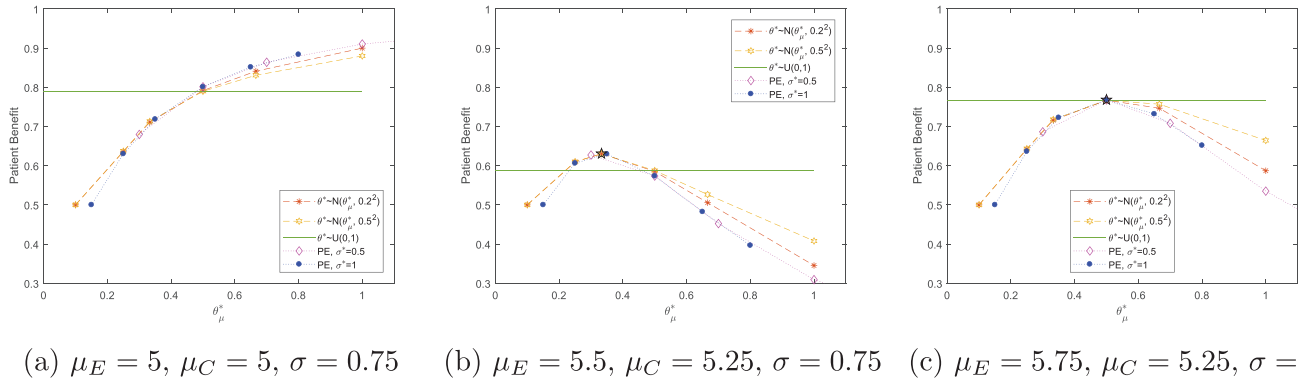 Patient Benefit
1
0.9
0.8
0.7
0.6
0.5
0.4
0.3
0 0.2 0.4 0.6 0.8 1
θ*μ
θ*~N(θ*μ, 0.2²)
θ*~N(θ*μ, 0.5²)
θ*~U(0,1)
PE, σ*=0.5
PE, σ*=1
(a) μE = 5, μC = 5, σ = 0.75
Patient Benefit
1
0.9
0.8
0.7
0.6
0.5
0.4
0.3
0 0.2 0.4 0.6 0.8 1
θ*μ
θ*~N(θ*μ, 0.2²)
θ*~N(θ*μ, 0.5²)
θ*~U(0,1)
PE, σ*=0.5
PE, σ*=1
(b) μE = 5.5, μC = 5.25, σ = 0.75
Patient Benefit
1
0.9
0.8
0.7
0.6
0.5
0.4
0.3
0 0.2 0.4 0.6 0.8 1
θ*μ
θ*~N(θ*μ, 0.2²)
θ*~N(θ*μ, 0.5²)
θ*~U(0,1)
PE, σ*=0.5
PE, σ*=1
(c) μE = 5.75, μC = 5.25, σ =